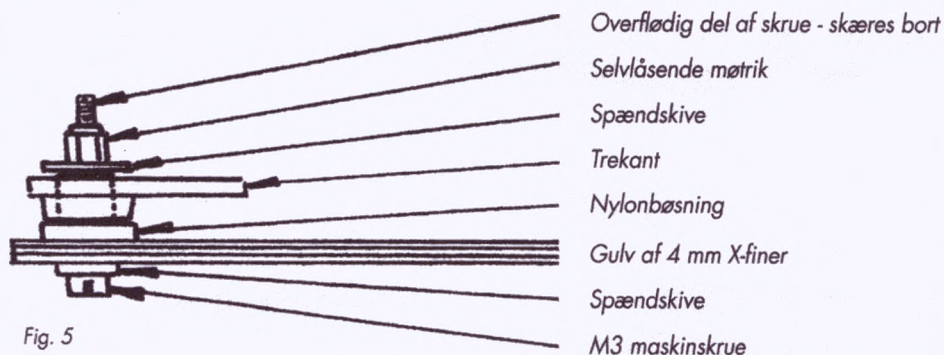 Overflødig del af skrue - skæres bort
Selvlåsende møtrik
Spændskive
Trekant
Nylonbøsning
Gulv af 4 mm X-finer
Spændskive
M3 maskinskrue
Fig. 5